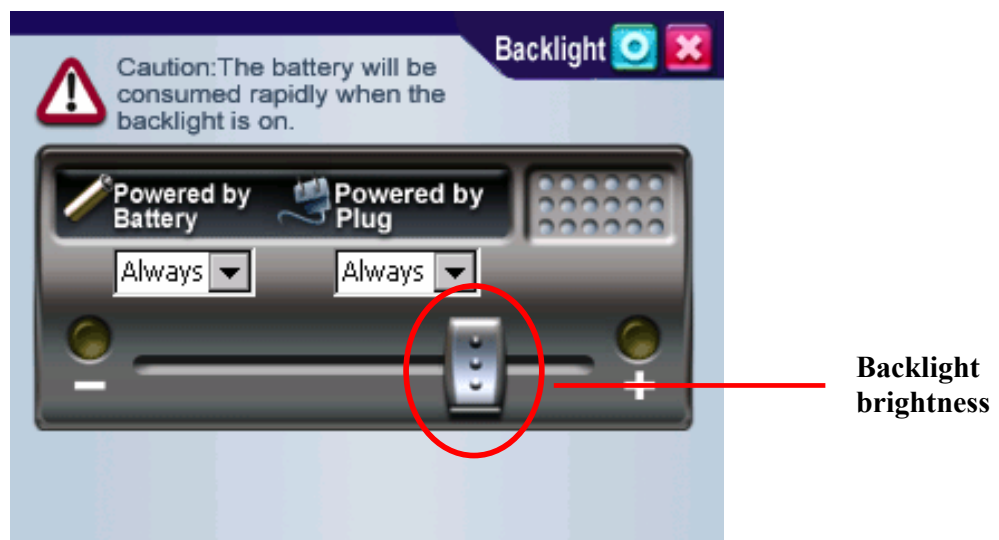 Backlight
Caution:The battery will be
consumed rapidly when the
backlight is on.
Powered by
Battery
Powered by
Plug
Always
Always
Backlight
brightness